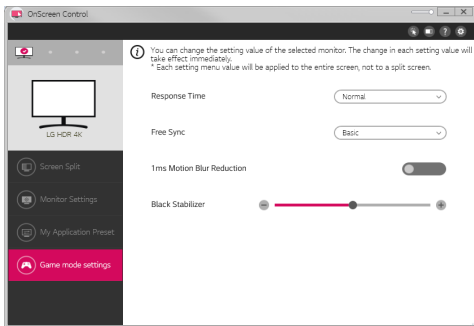 OnScreen Control
You can change the setting value of the selected monitor. The change in each setting value will
take effect immediately.
* Each setting menu value will be applied to the entire screen, not to a split screen.
LG HDR 4K
Screen Split
Monitor Settings
My Application Preset
Game mode settings
Response Time
Normal
Free Sync
Basic
1ms Motion Blur Reduction
Black Stabilizer